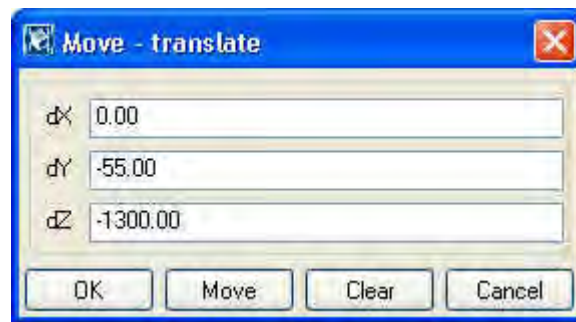 Move - translate
dX 0.00
dY -55.00
dZ -1300.00
OK Move Clear Cancel